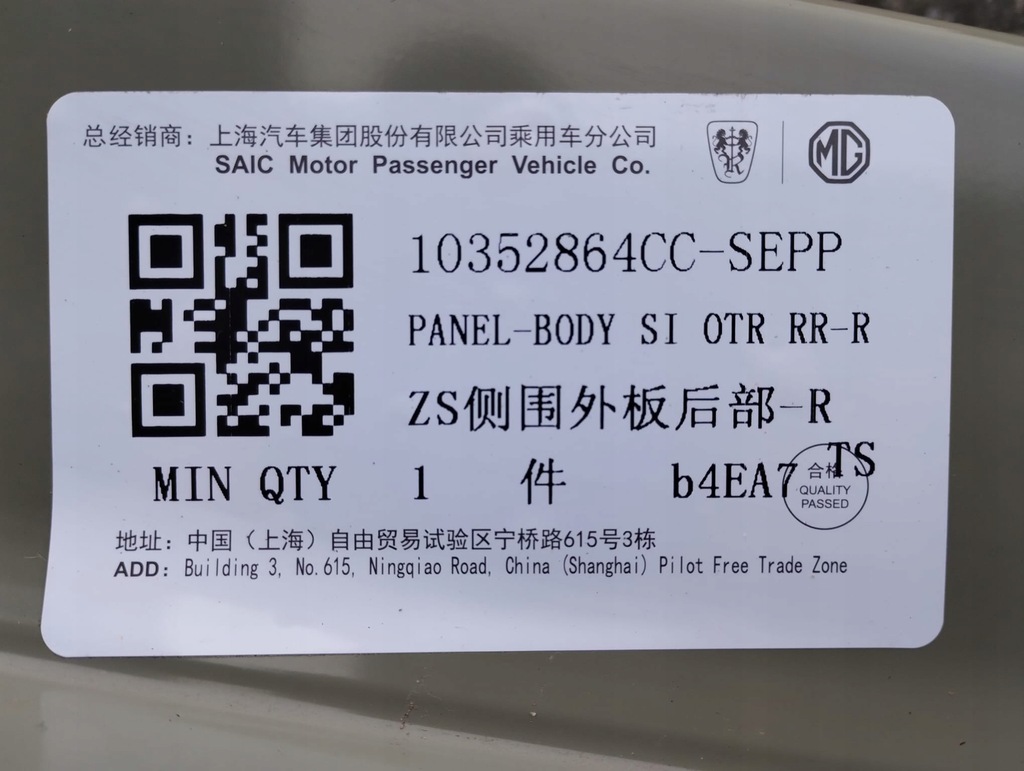 总经销商：上海汽车集团股份有限公司乘用车分公司
SAIC Motor Passenger Vehicle Co.
R
MG
10352864CC-SEPP
PANEL-BODY SI OTR RR-R
ZS侧围外板后部-R
MIN QTY 1 件 b4EA7
TS
合格
QUALITY
PASSED
地址：中国（上海）自由贸易试验区宁桥路615号3栋
ADD: Building 3, No.615, Ningqiao Road, China (Shanghai) Pilot Free Trade Zone